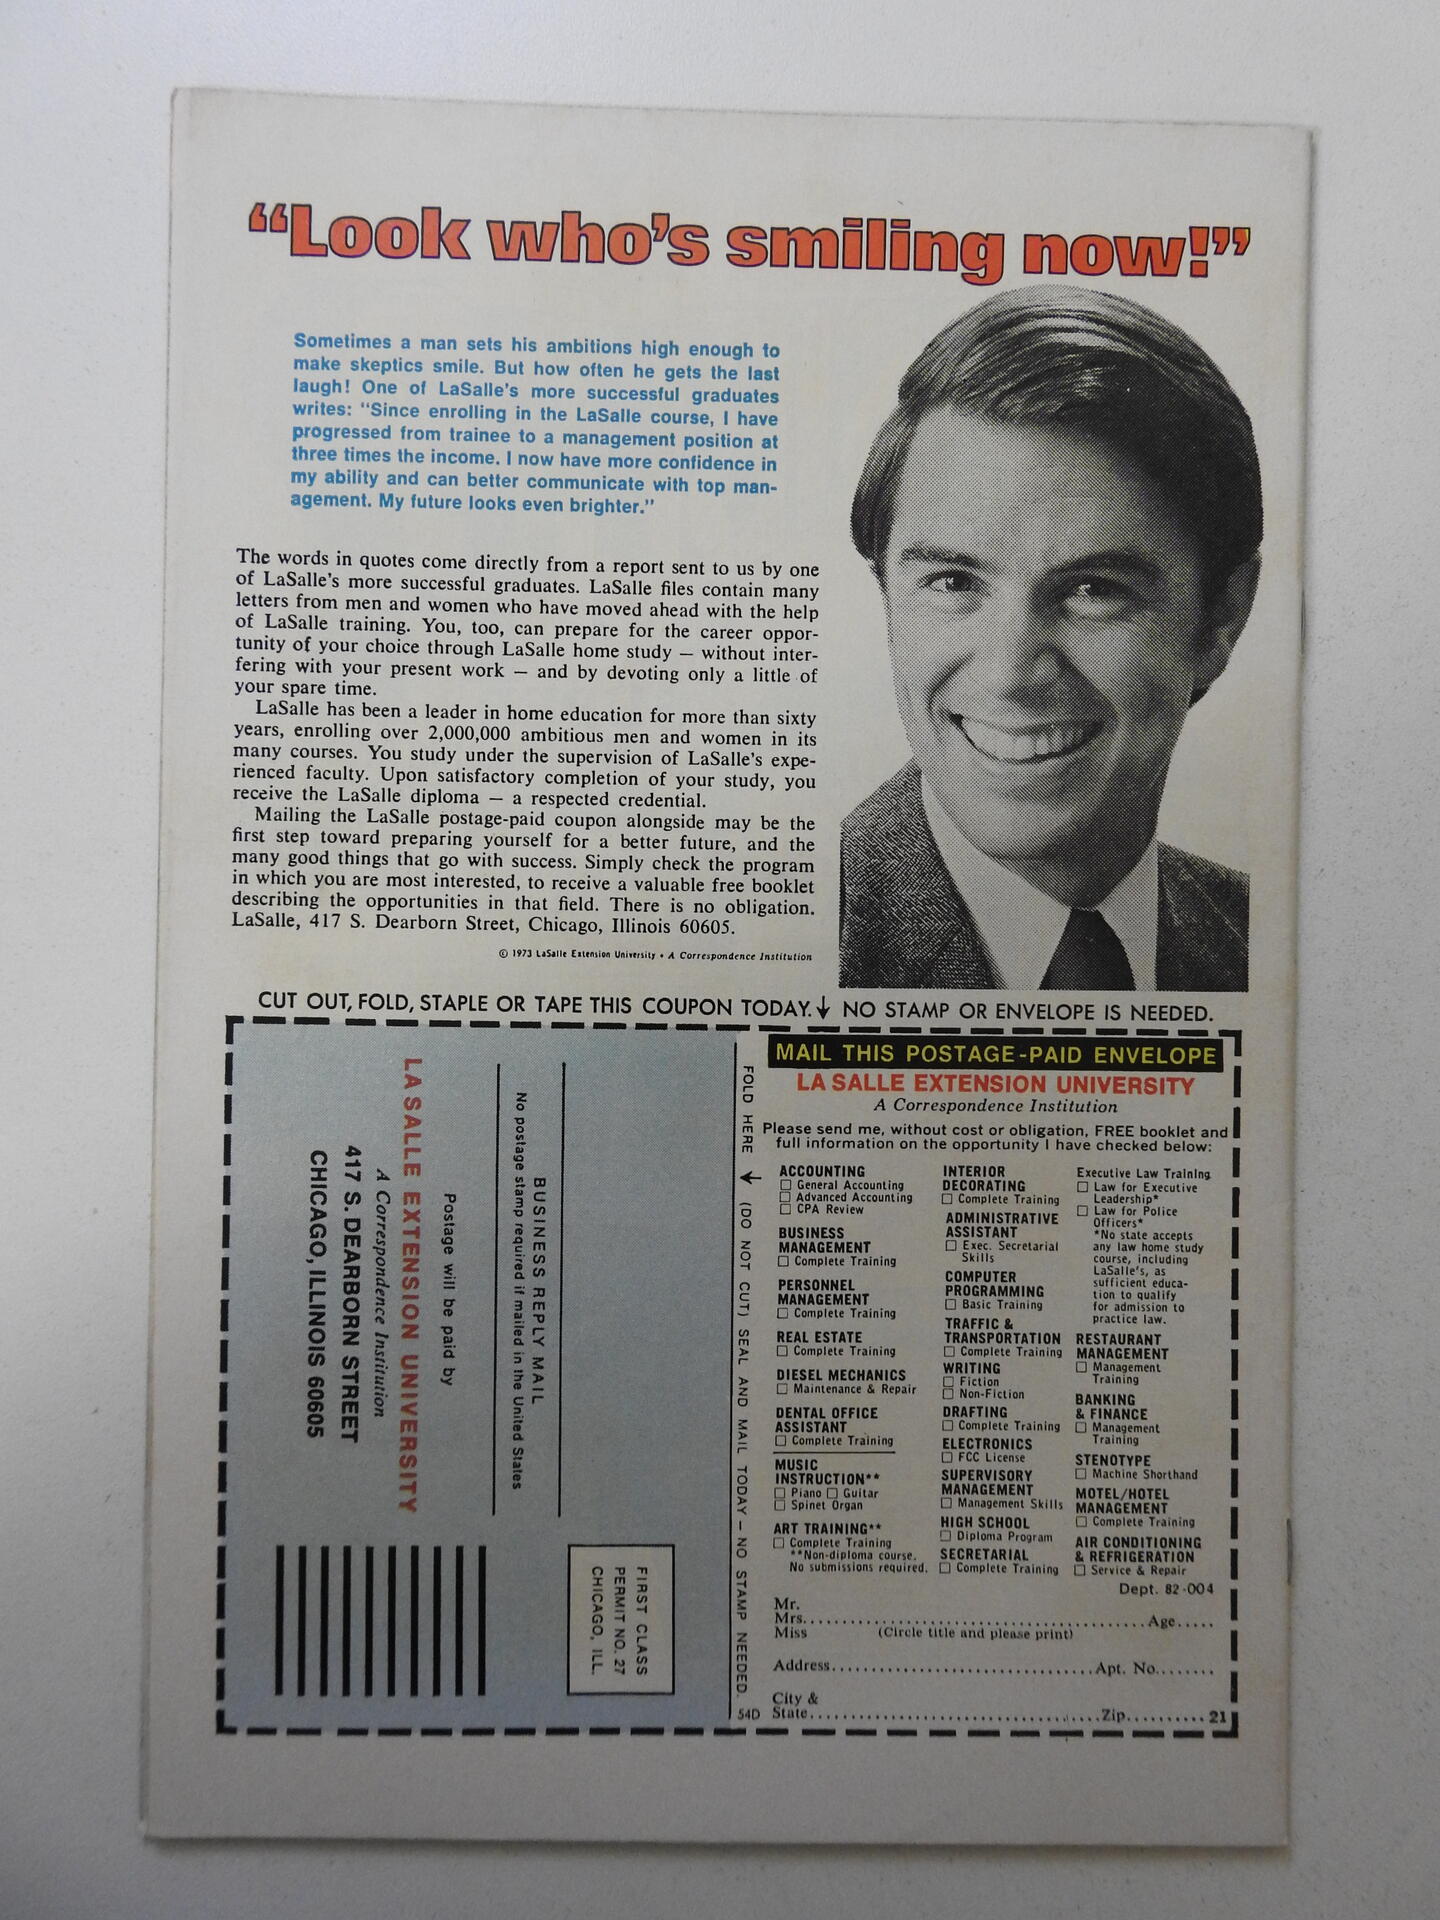 “Look who’s smiling now!”
Sometimes a man sets his ambitions high enough to
make skeptics smile. But how often he gets the last
laugh! One of LaSalle's more successful graduates
writes: “Since enrolling in the LaSalle course, I have
progressed from trainee to a management position at
three times the income. I now have more confidence in
my ability and can better communicate with top man-
agement. My future looks even brighter.”
The words in quotes come directly from a report sent to us by one
of LaSalle's more successful graduates. LaSalle files contain many
letters from men and women who have moved ahead with the help
of LaSalle training. You, too, can prepare for the career oppor-
tunity of your choice through LaSalle home study — without inter-
fering with your present work — and by devoting only a little of
your spare time.
LaSalle has been a leader in home education for more than sixty
years, enrolling over 2,000,000 ambitious men and women in its
many courses. You study under the supervision of LaSalle's expe-
rienced faculty. Upon satisfactory completion of your study, you
receive the LaSalle diploma — a respected credential.
Mailing the LaSalle postage-paid coupon alongside may be the
first step toward preparing yourself for a better future, and the
many good things that go with success. Simply check the program
in which you are most interested, to receive a valuable free booklet
describing the opportunities in that field. There is no obligation.
LaSalle, 417 S. Dearborn Street, Chicago, Illinois 60605.
© 1973 LaSalle Extension University • A Correspondence Institution
CUT OUT, FOLD, STAPLE OR TAPE THIS COUPON TODAY.↓ NO STAMP OR ENVELOPE IS NEEDED.
FIRST CLASS
PERMIT NO. 27
CHICAGO, ILL.
BUSINESS REPLY MAIL
No postage stamp required if mailed in the United States
Postage will be paid by
LA SALLE EXTENSION UNIVERSITY
A Correspondence Institution
417 S. DEARBORN STREET
CHICAGO, ILLINOIS 60605
FOLD HERE ↓ (DO NOT CUT) SEAL AND MAIL TODAY — NO STAMP NEEDED.
54D
MAIL THIS POSTAGE-PAID ENVELOPE
LA SALLE EXTENSION UNIVERSITY
A Correspondence Institution
Please send me, without cost or obligation, FREE booklet and
full information on the opportunity I have checked below:
ACCOUNTING
☐ General Accounting
☐ Advanced Accounting
☐ CPA Review
BUSINESS
MANAGEMENT
☐ Complete Training
PERSONNEL
MANAGEMENT
☐ Complete Training
REAL ESTATE
☐ Complete Training
DIESEL MECHANICS
☐ Maintenance & Repair
DENTAL OFFICE
ASSISTANT
☐ Complete Training
MUSIC
INSTRUCTION**
☐ Piano ☐ Guitar
☐ Spinet Organ
ART TRAINING**
☐ Complete Training
**Non-diploma course.
No submissions required.
INTERIOR
DECORATING
☐ Complete Training
ADMINISTRATIVE
ASSISTANT
☐ Exec. Secretarial
Skills
COMPUTER
PROGRAMMING
☐ Basic Training
TRAFFIC &
TRANSPORTATION
☐ Complete Training
WRITING
☐ Fiction
☐ Non-Fiction
DRAFTING
☐ Complete Training
ELECTRONICS
☐ FCC License
SUPERVISORY
MANAGEMENT
☐ Management Skills
HIGH SCHOOL
☐ Diploma Program
SECRETARIAL
☐ Complete Training
Executive Law Training
☐ Law for Executive
Leadership*
☐ Law for Police
Officers*
*No state accepts
any law home study
course, including
LaSalle's, as
sufficient educa-
tion to qualify
for admission to
practice law.
RESTAURANT
MANAGEMENT
☐ Management
Training
BANKING
& FINANCE
☐ Management
Training
STENOTYPE
☐ Machine Shorthand
MOTEL/HOTEL
MANAGEMENT
☐ Complete Training
AIR CONDITIONING
& REFRIGERATION
☐ Service & Repair
Dept. 82-004
Mr.
Mrs.......................................Age.....
Miss (Circle title and please print)
Address..............................Apt. No........
City &
State..................................Zip..........21